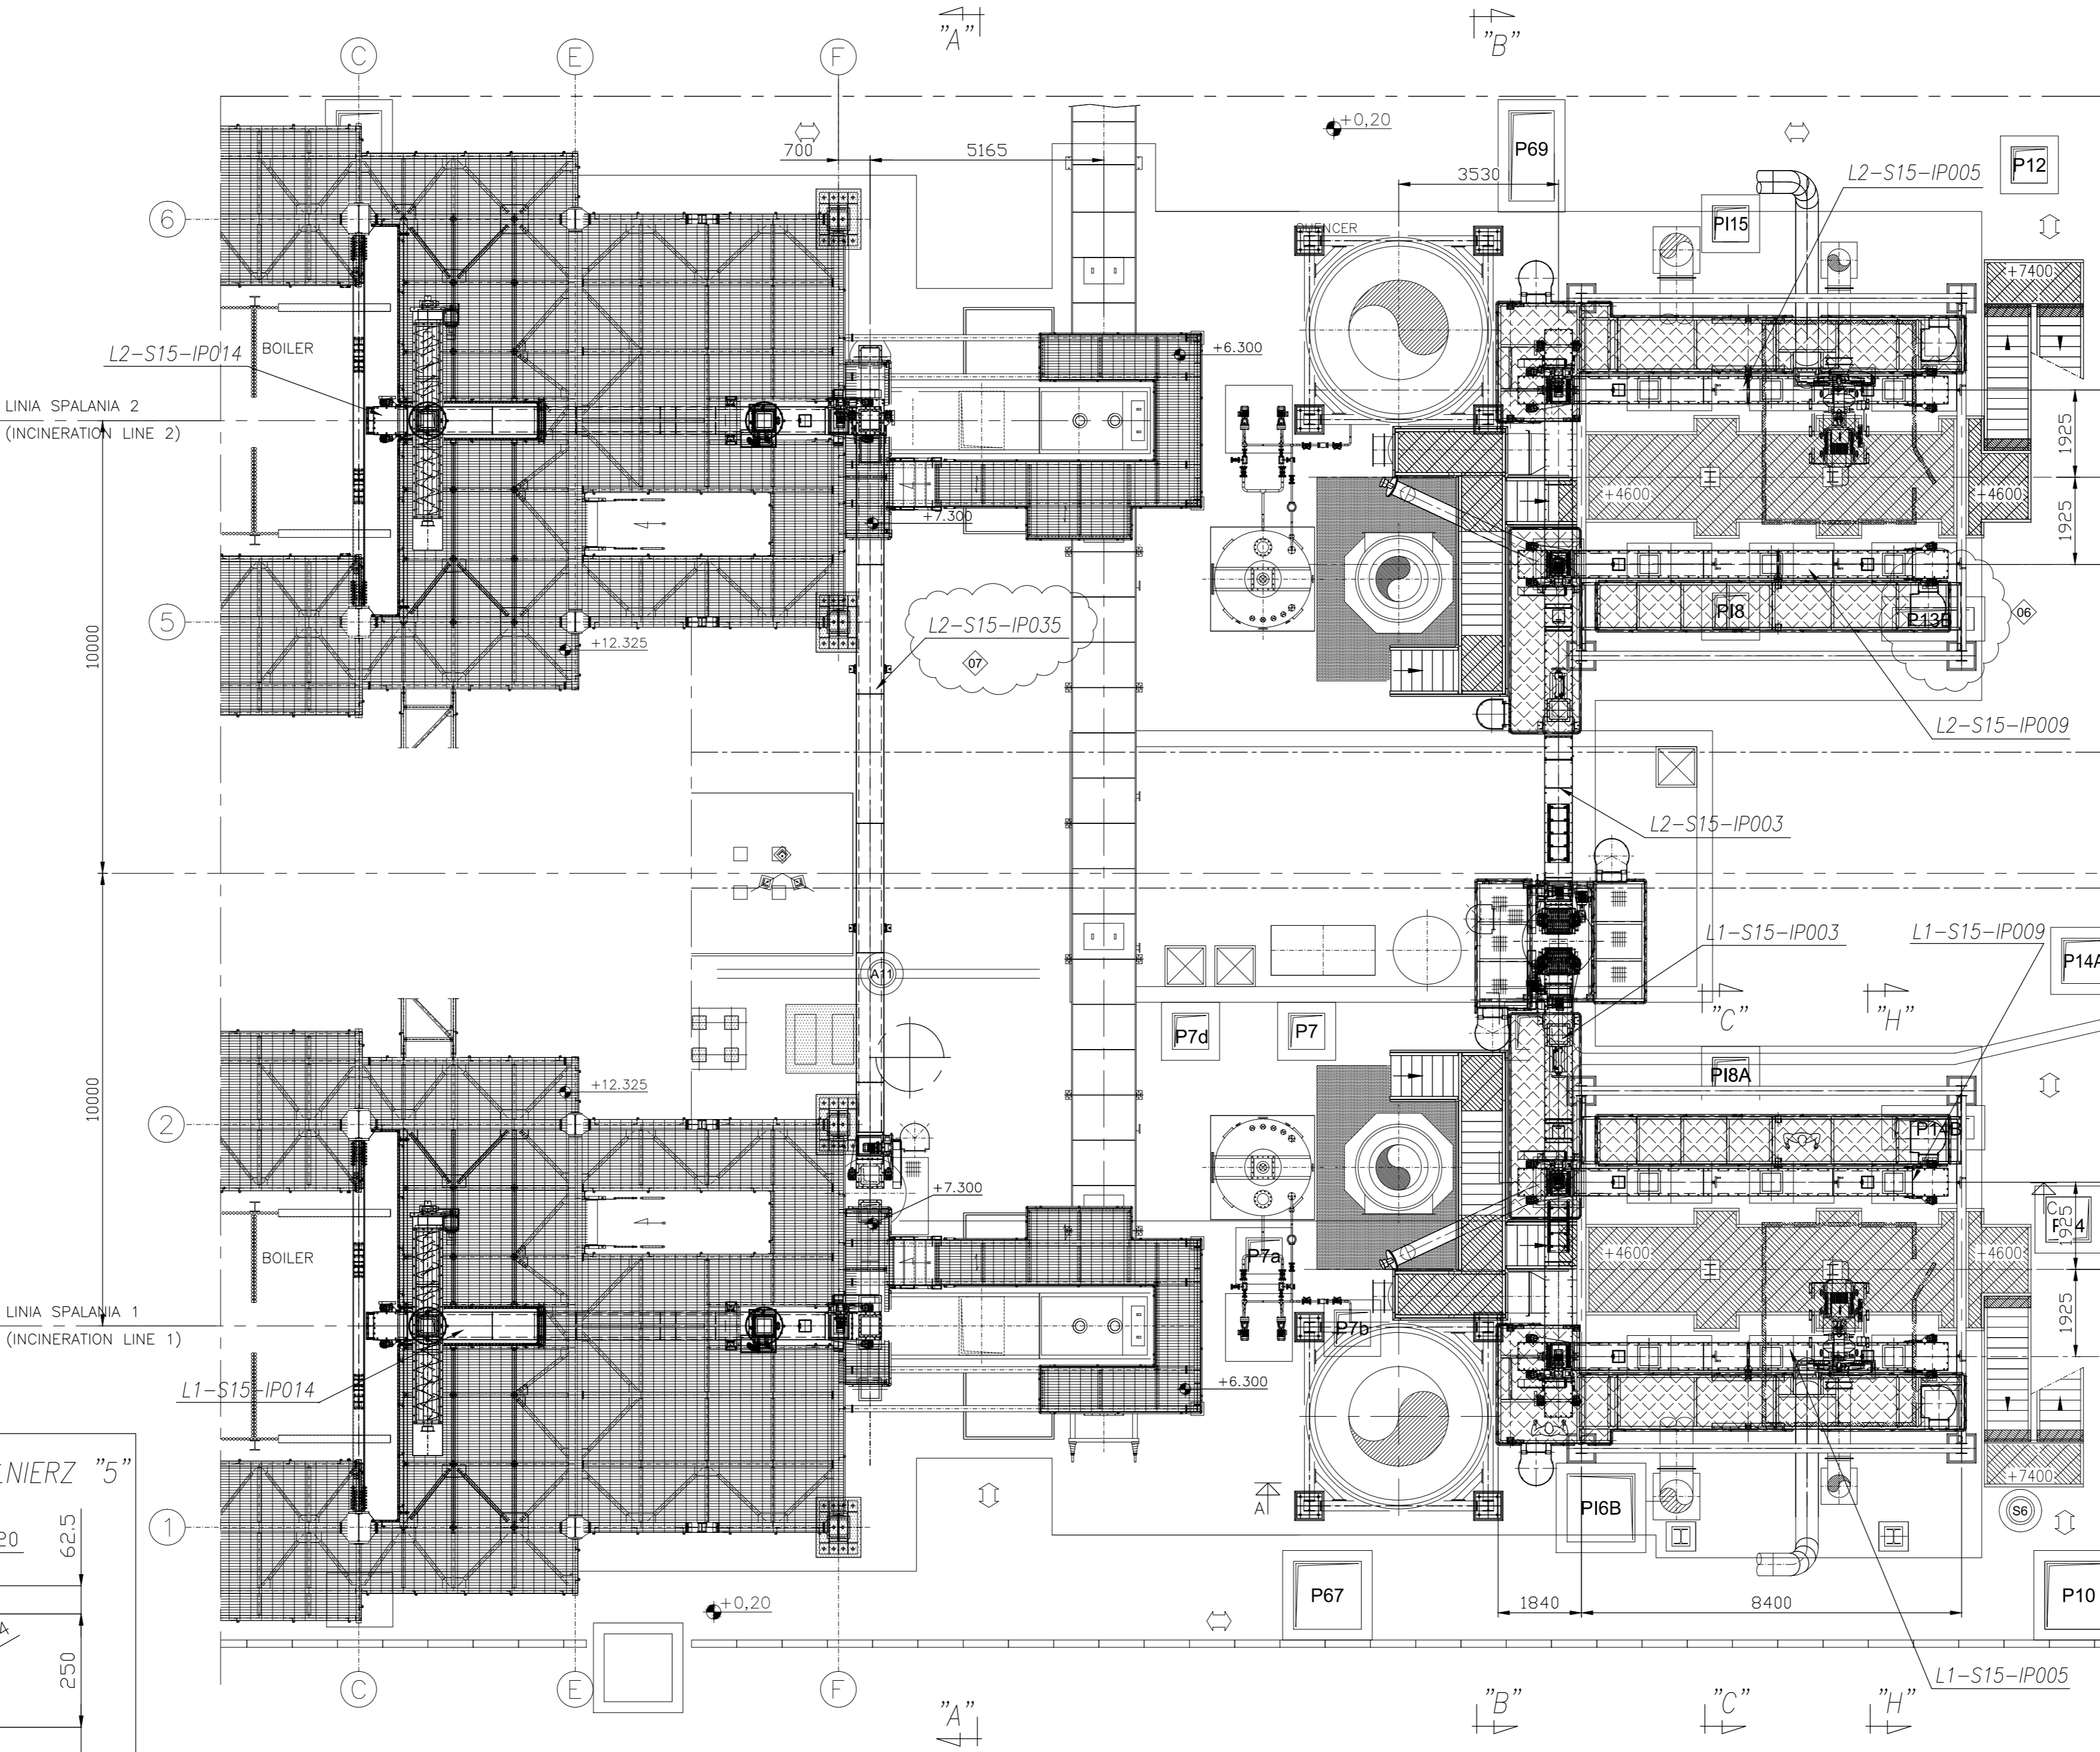 "A"
"B"
C
E
F
+0,20
700
5165
3530
P69
P12
L2-S15-IP005
PI15
6
QUENCER
+7400
BOILER
L2-S15-IP014
+6.300
LINIA SPALANIA 2
(INCINERATION LINE 2)
1925
+4600
+4600
+7.300
1925
5
L2-S15-IP035
07
PI8
P13B
06
+12.325
10000
L2-S15-IP009
L2-S15-IP003
L1-S15-IP003
L1-S15-IP009
P14A
A11
"C"
"H"
P7d
P7
PI8A
+12.325
10000
2
P14B
+7.300
C
1925
P7a
+4600
+4600
BOILER
LINIA SPALANIA 1
(INCINERATION LINE 1)
P7b
1925
L1-S15-IP014
+6.300
NIERZ "5"
+7400
A
PI6B
S6
1
62.5
20
P67
P10
+0,20
1840
8400
250
L1-S15-IP005
C
E
F
"A"
"B"
"C"
"H"